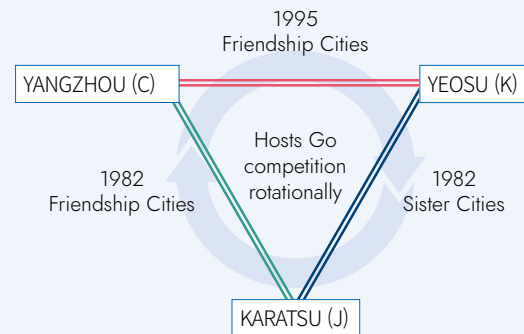 1995
Friendship Cities
YANGZHOU (C)
YEOSU (K)
Hosts Go
competition
rotationally
1982
Friendship Cities
1982
Sister Cities
KARATSU (J)